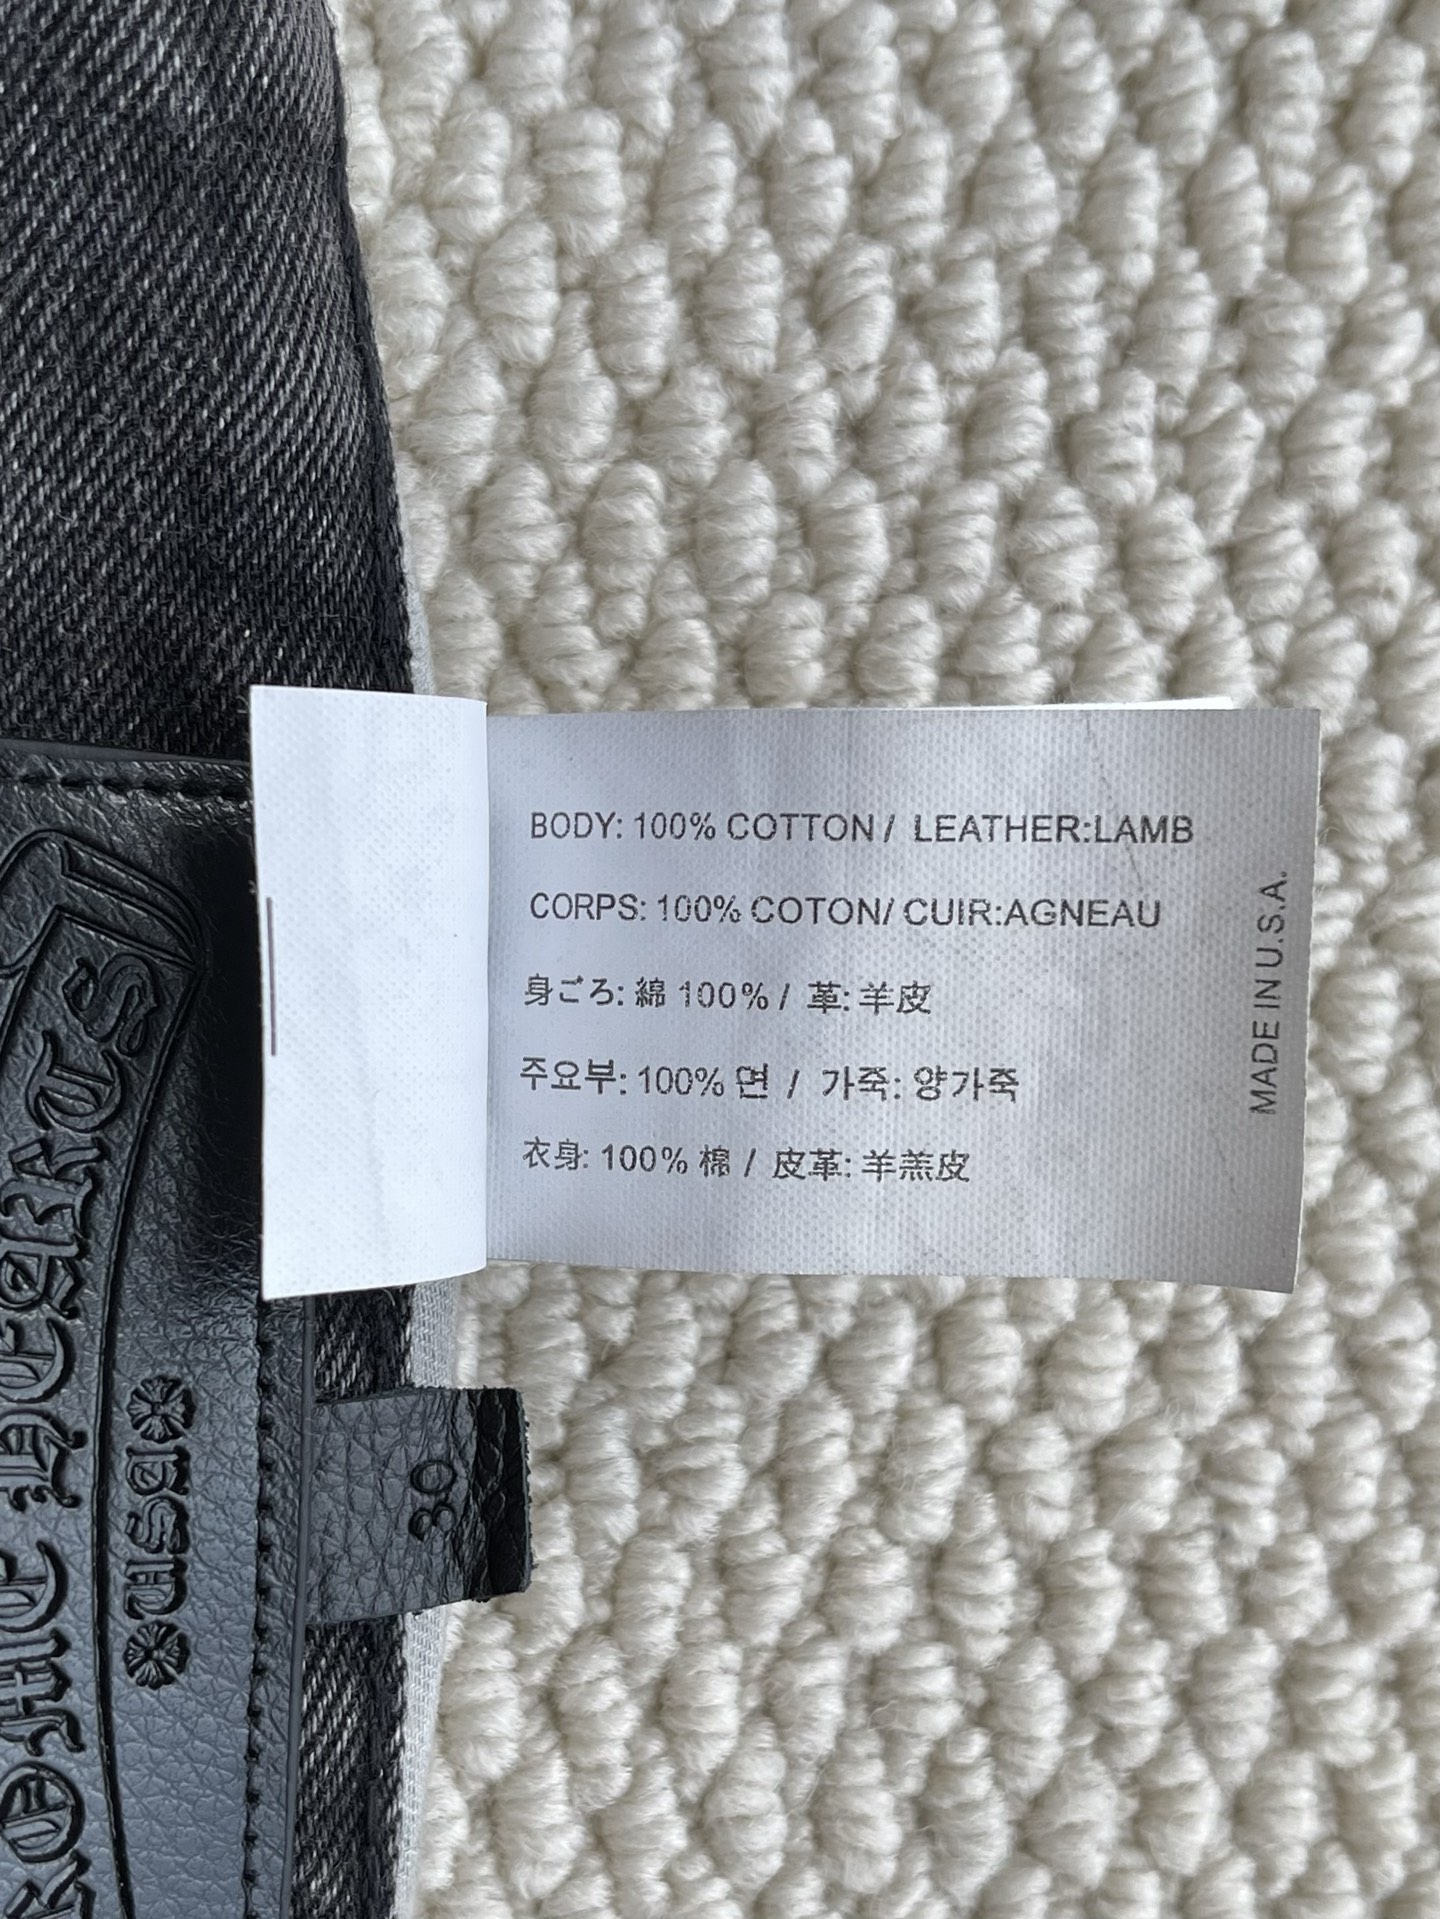 BODY: 100% COTTON / LEATHER:LAMB
CORPS: 100% COTON/ CUIR:AGNEAU
身ごろ: 綿 100% / 革: 羊皮
주요부: 100% 면 / 가죽: 양가죽
衣身: 100% 棉 / 皮革: 羊羔皮
MADE IN U.S.A.
HEARTS
USA
30